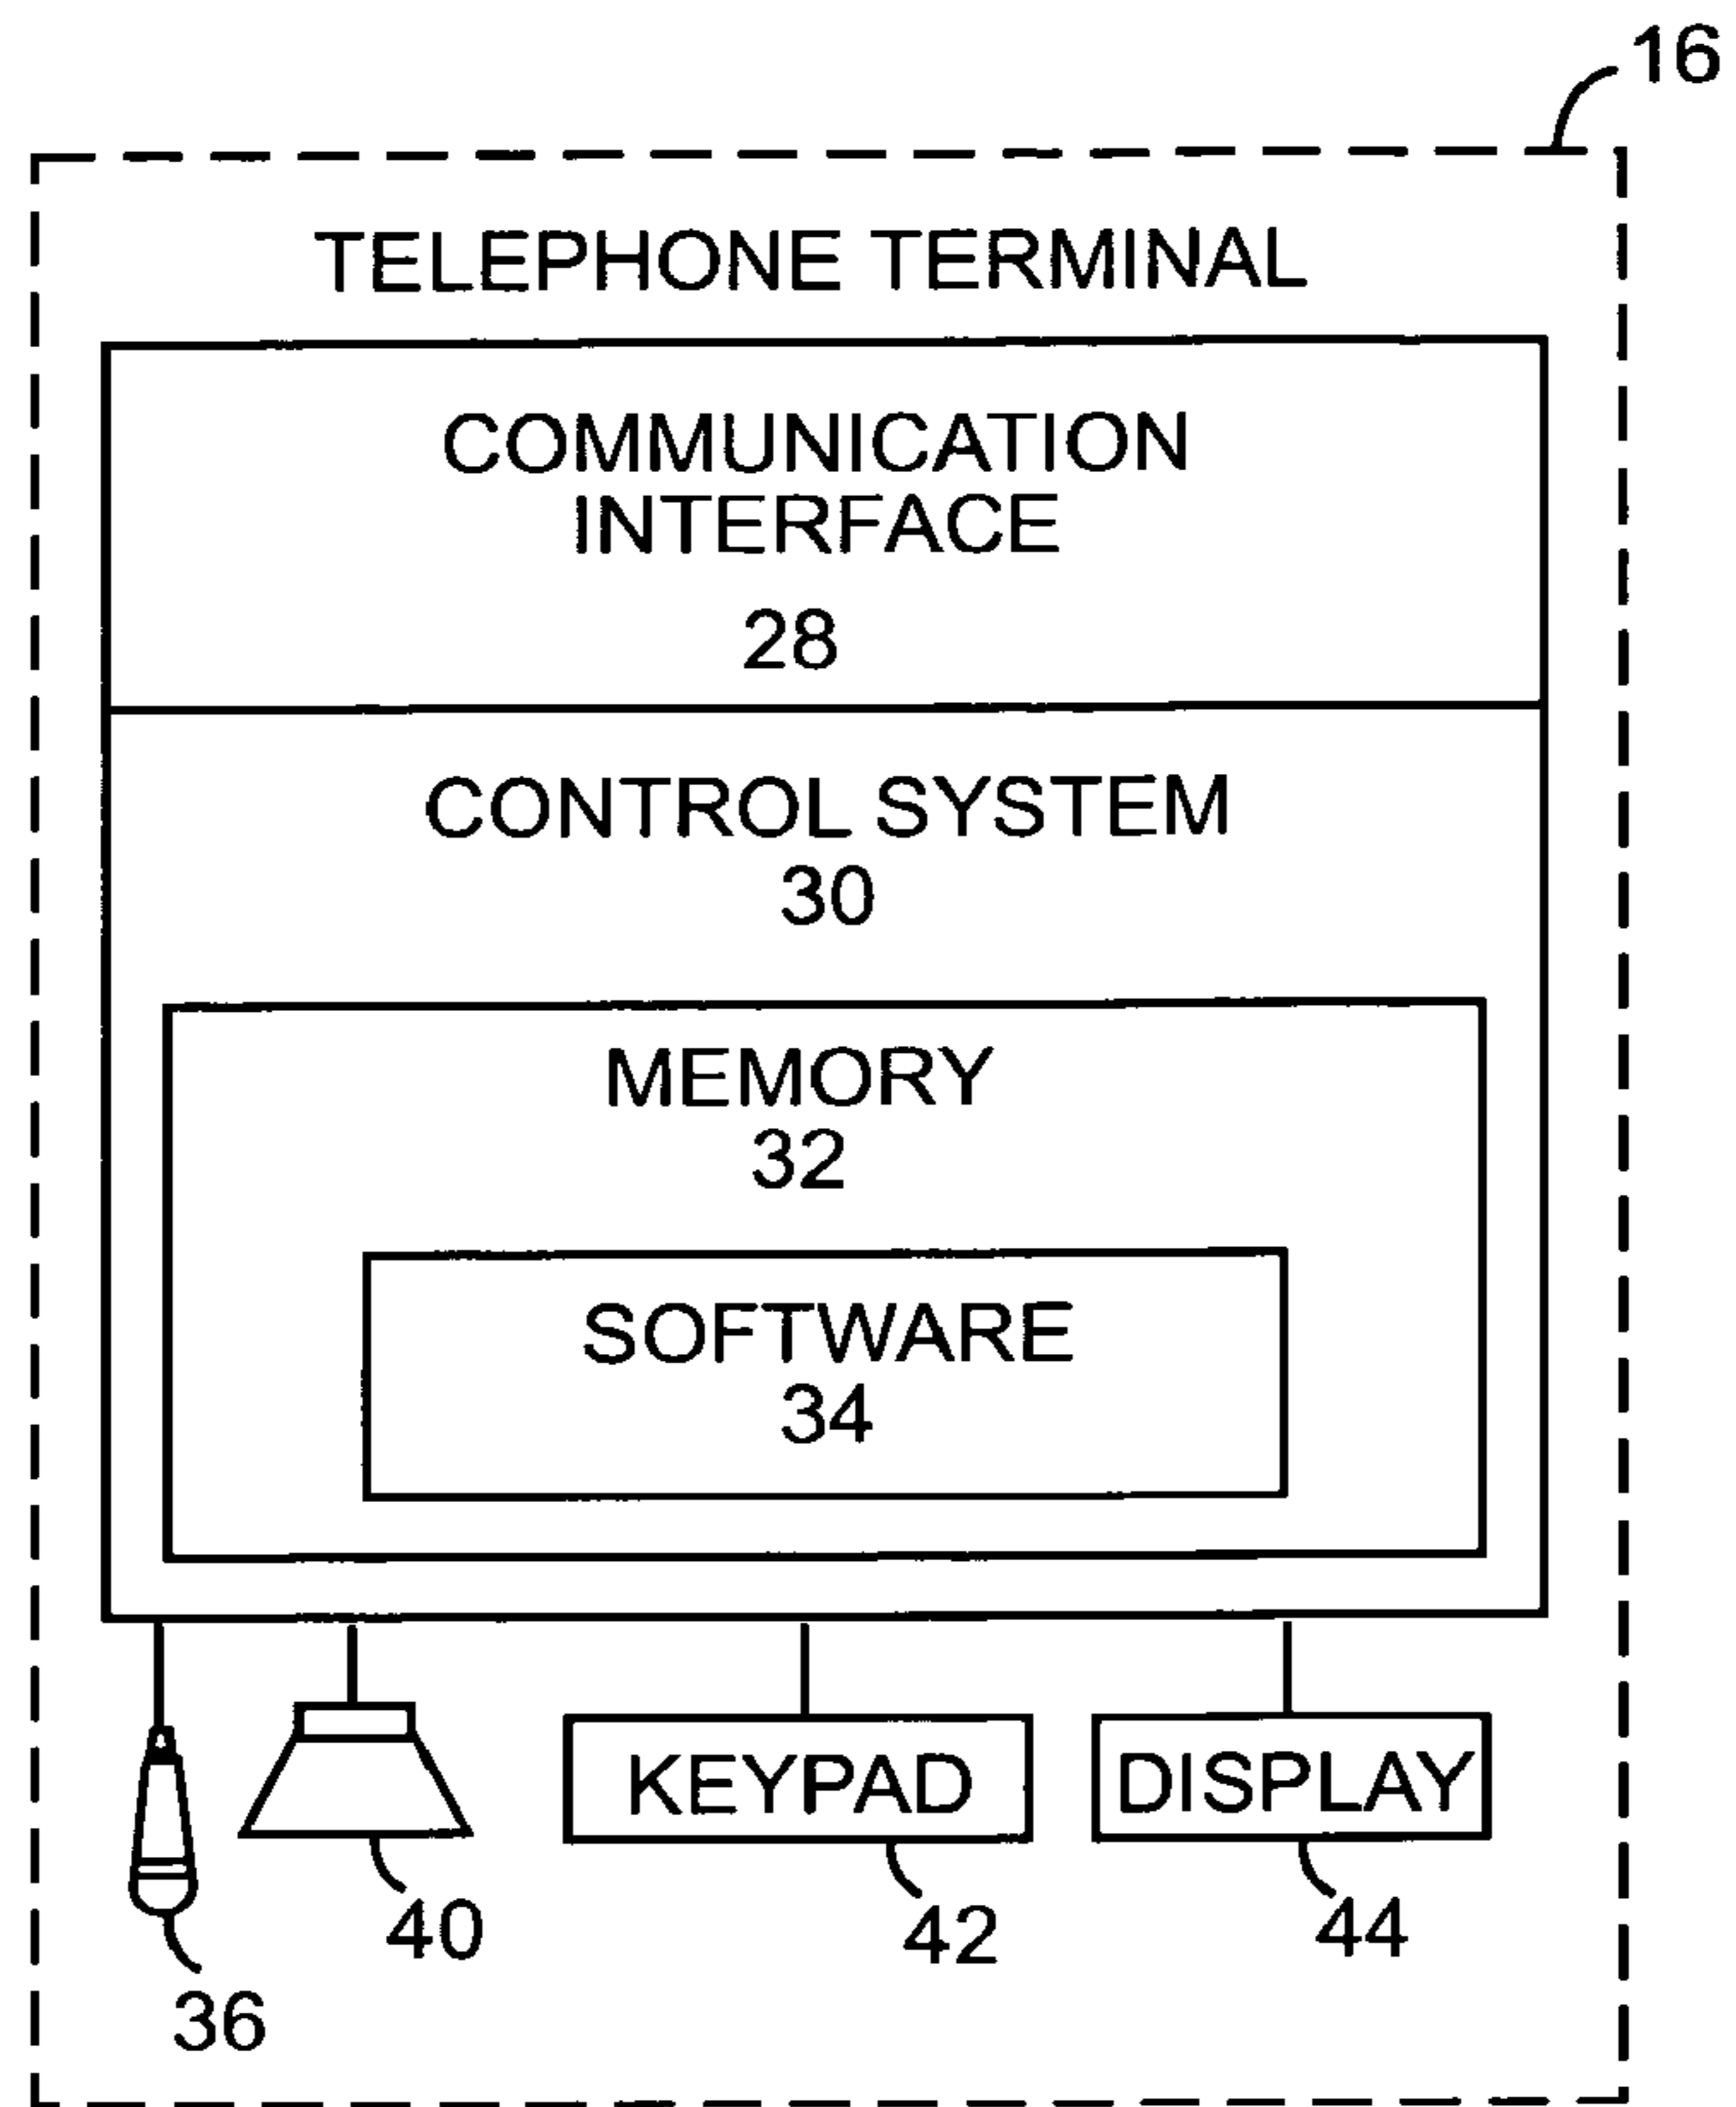 16
TELEPHONE TERMINAL
COMMUNICATION
INTERFACE
28
CONTROL SYSTEM
30
MEMORY
32
SOFTWARE
34
KEYPAD
DISPLAY
40
42
44
36